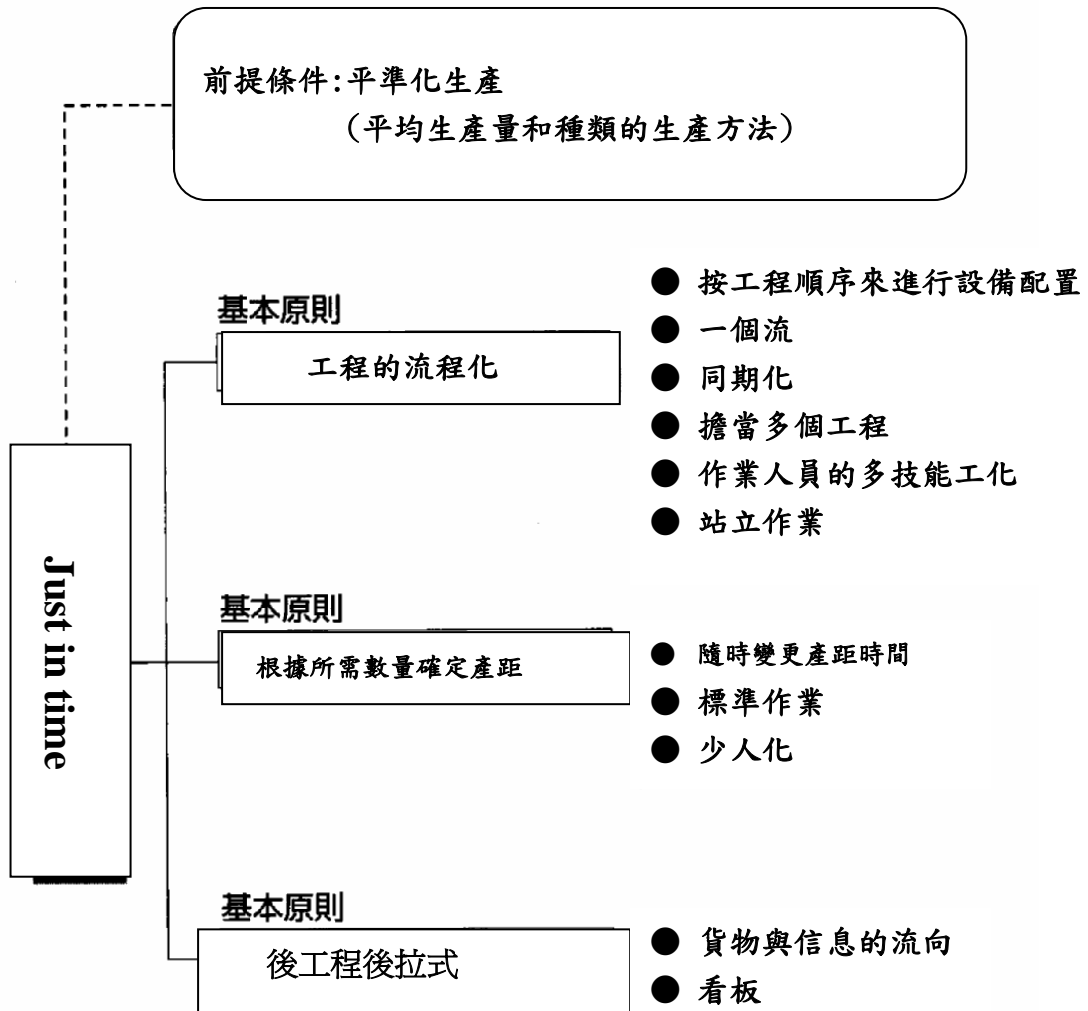 前提條件:平準化生產
(平均生產量和種類的生產方法)
Just in time
基本原則
工程的流程化
● 按工程順序來進行設備配置
● 一個流
● 同期化
● 擔當多個工程
● 作業人員的多技能工化
● 站立作業
基本原則
根據所需數量確定產距
● 隨時變更產距時間
● 標準作業
● 少人化
基本原則
後工程後拉式
● 貨物與信息的流向
● 看板